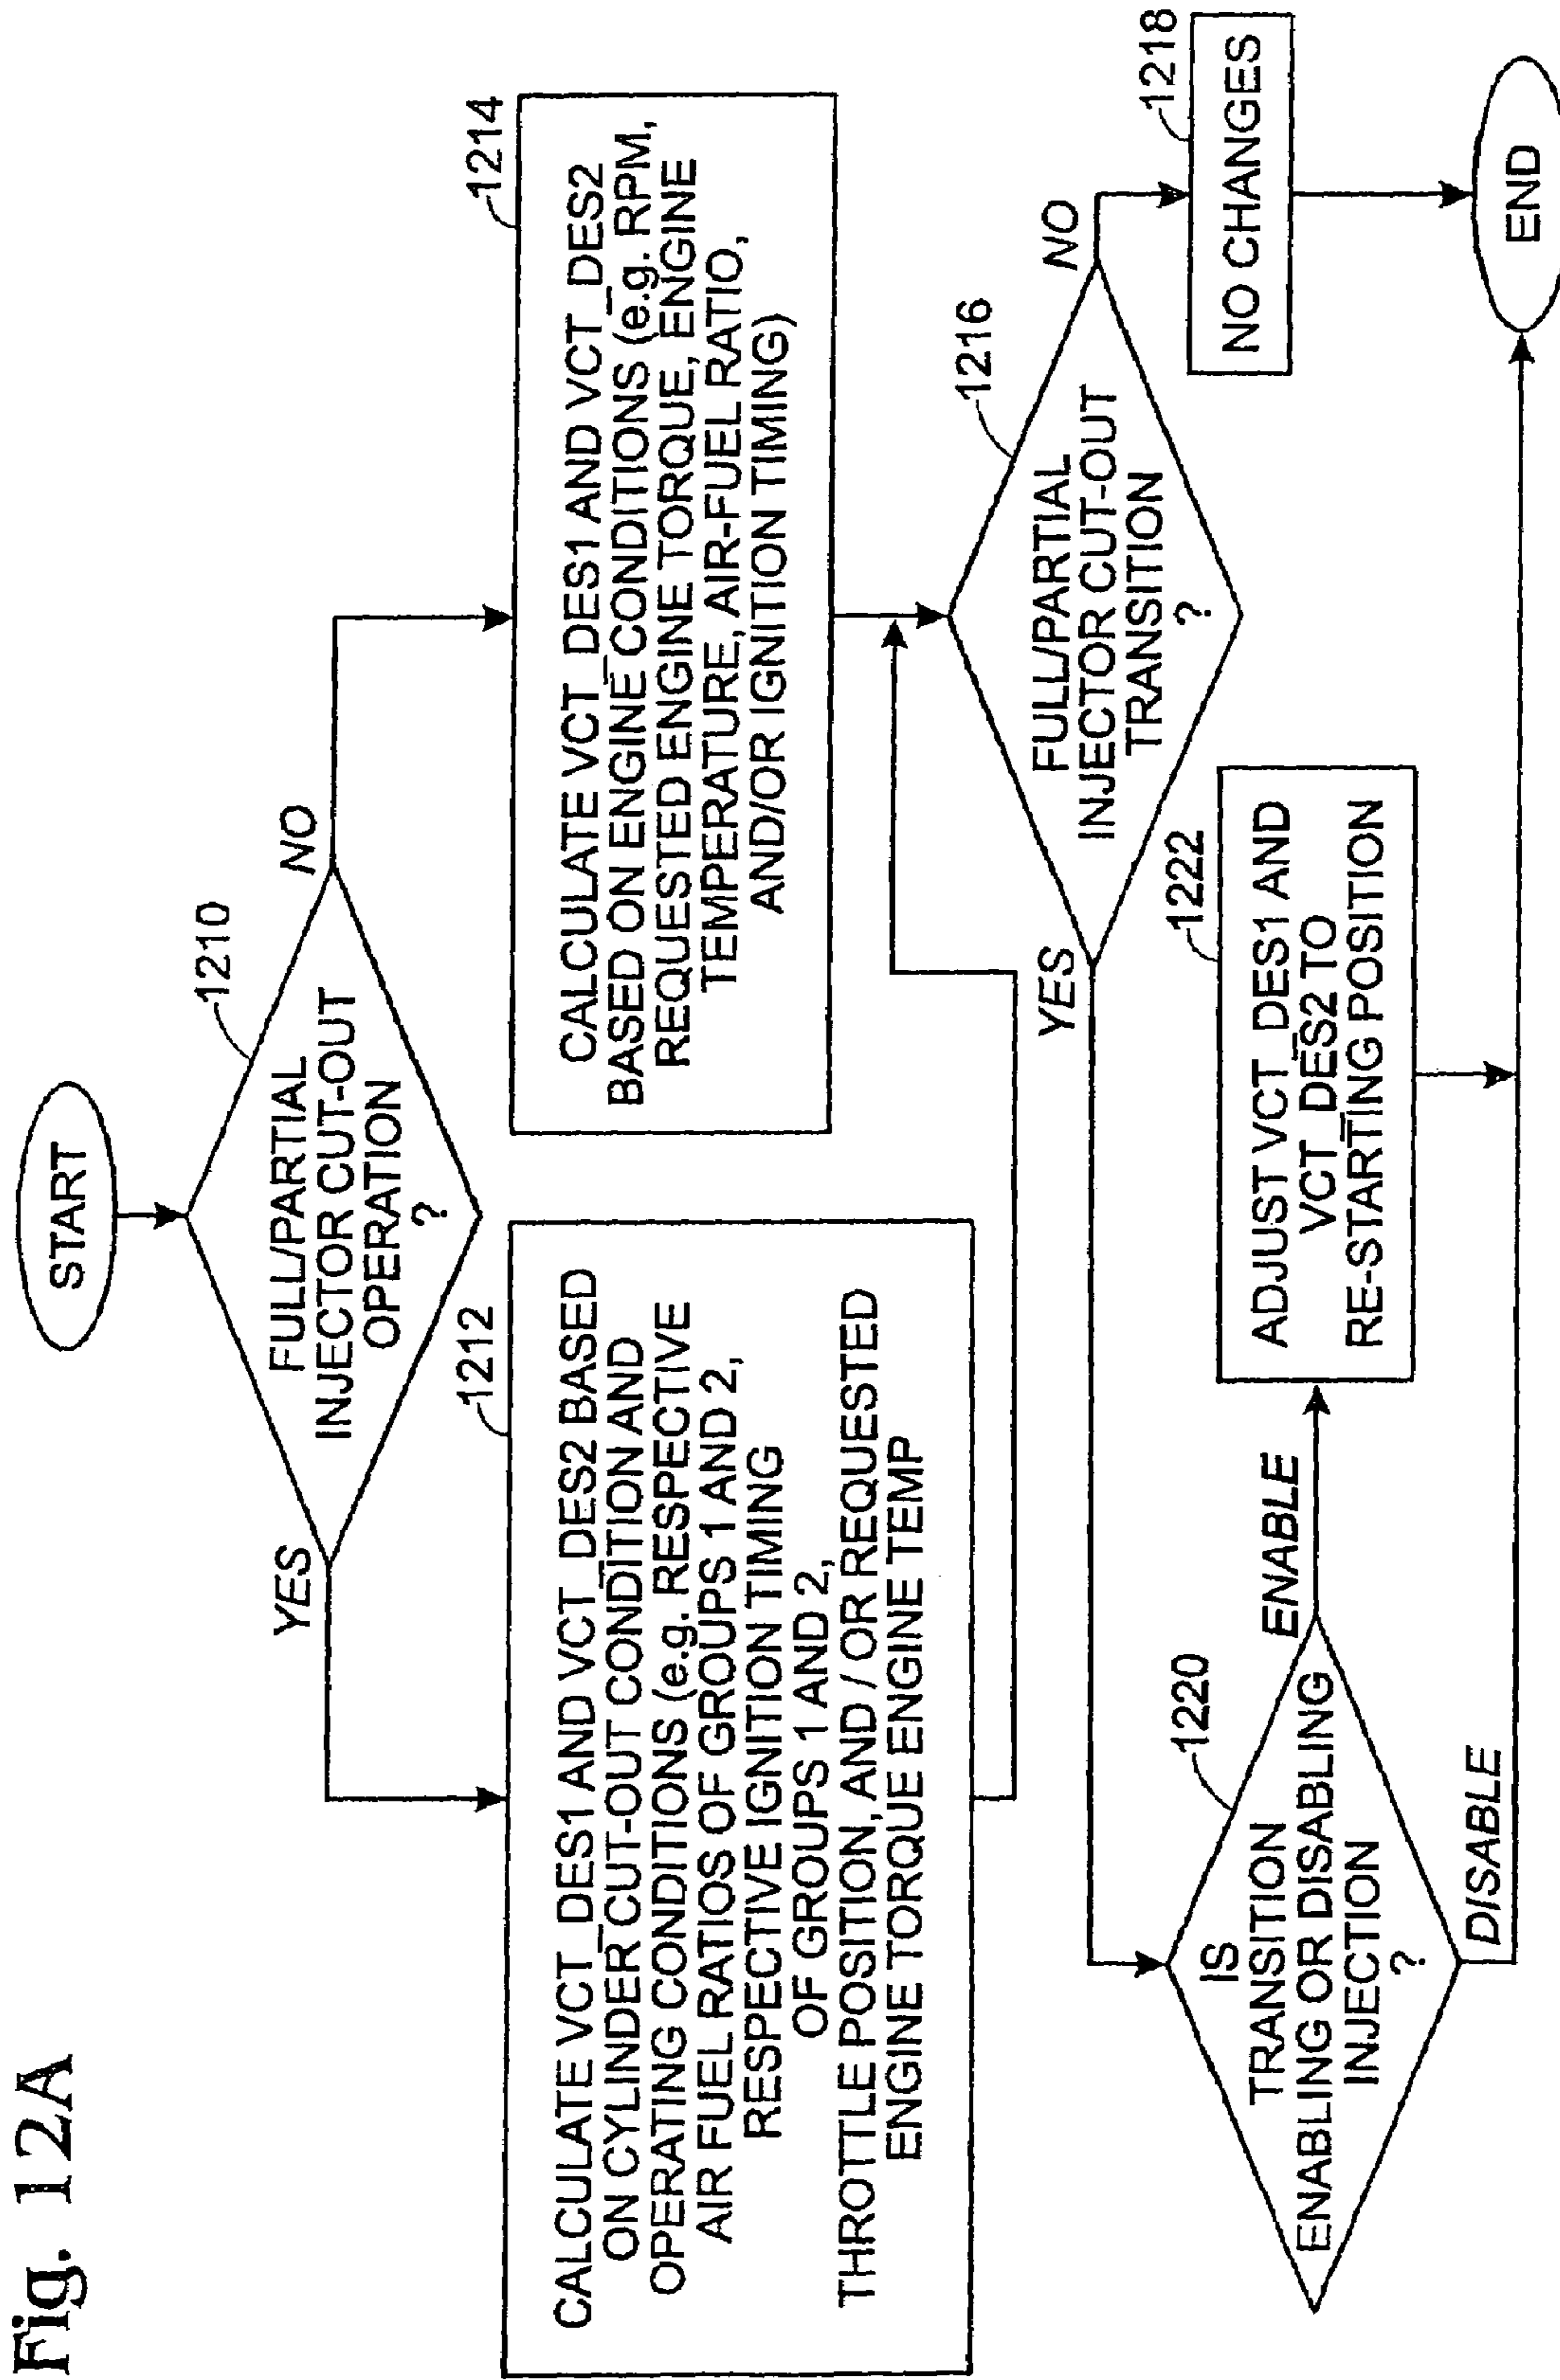 Fig. 12A
START
FULL/PARTIAL
INJECTOR CUT-OUT
OPERATION
?
1210
YES
NO
1212
CALCULATE VCT_DES1 AND VCT_DES2 BASED
ON CYLINDER CUT-OUT CONDITION AND
OPERATING CONDITIONS (e.g. RESPECTIVE
AIR FUEL RATIOS OF GROUPS 1 AND 2,
RESPECTIVE IGNITION TIMING
OF GROUPS 1 AND 2,
THROTTLE POSITION, AND / OR REQUESTED
ENGINE TORQUE ENGINE TEMP
1214
CALCULATE VCT_DES1 AND VCT_DES2
BASED ON ENGINE CONDITIONS (e.g. RPM,
REQUESTED ENGINE TORQUE, ENGINE
TEMPERATURE, AIR-FUEL RATIO,
AND/OR IGNITION TIMING)
FULL/PARTIAL
INJECTOR CUT-OUT
TRANSITION
?
1216
YES
NO
1218
NO CHANGES
IS
TRANSITION
ENABLING OR DISABLING
INJECTION
?
1220
ENABLE
DISABLE
1222
ADJUST VCT_DES1 AND
VCT_DES2 TO
RE-STARTING POSITION
END